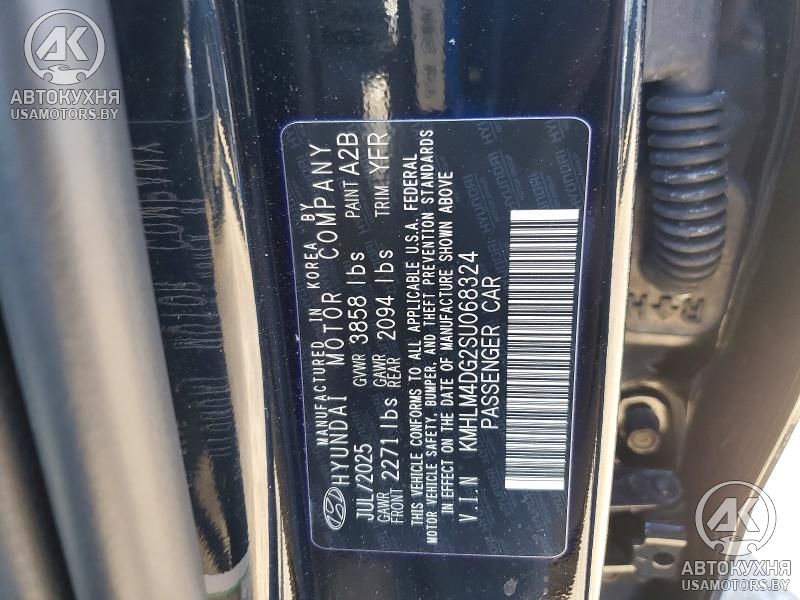 MANUFACTURED IN KOREA BY
HYUNDAI MOTOR COMPANY
JUL/2025 GVWR 3858 lbs PAINT A2B
GAWR FRONT 2271 lbs GAWR REAR 2094 lbs TRIM YFR
THIS VEHICLE CONFORMS TO ALL APPLICABLE U.S.A. FEDERAL
MOTOR VEHICLE SAFETY, BUMPER, AND THEFT PREVENTION STANDARDS
IN EFFECT ON THE DATE OF MANUFACTURE SHOWN ABOVE
V.I.N KMHLM4DG2SU068324
PASSENGER CAR
АК
АВТОКУХНЯ
USAMOTORS.BY
АК
АВТОКУХНЯ
USAMOTORS.BY